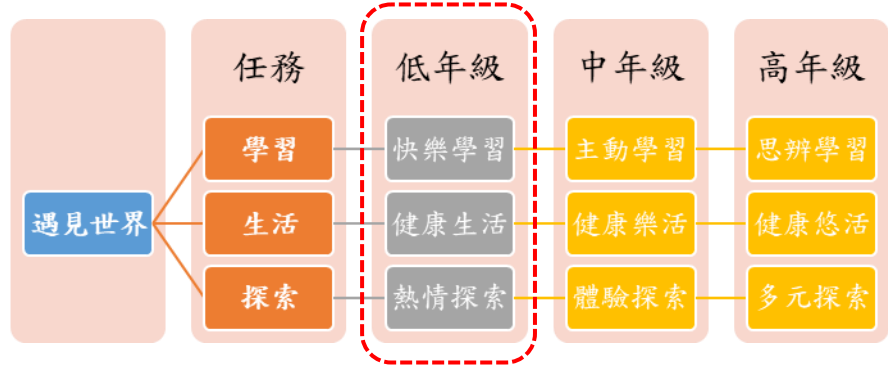 任務 低年級 中年級 高年級
學習 快樂學習 主動學習 思辨學習
遇見世界 生活 健康生活 健康樂活 健康悠活
探索 熱情探索 體驗探索 多元探索